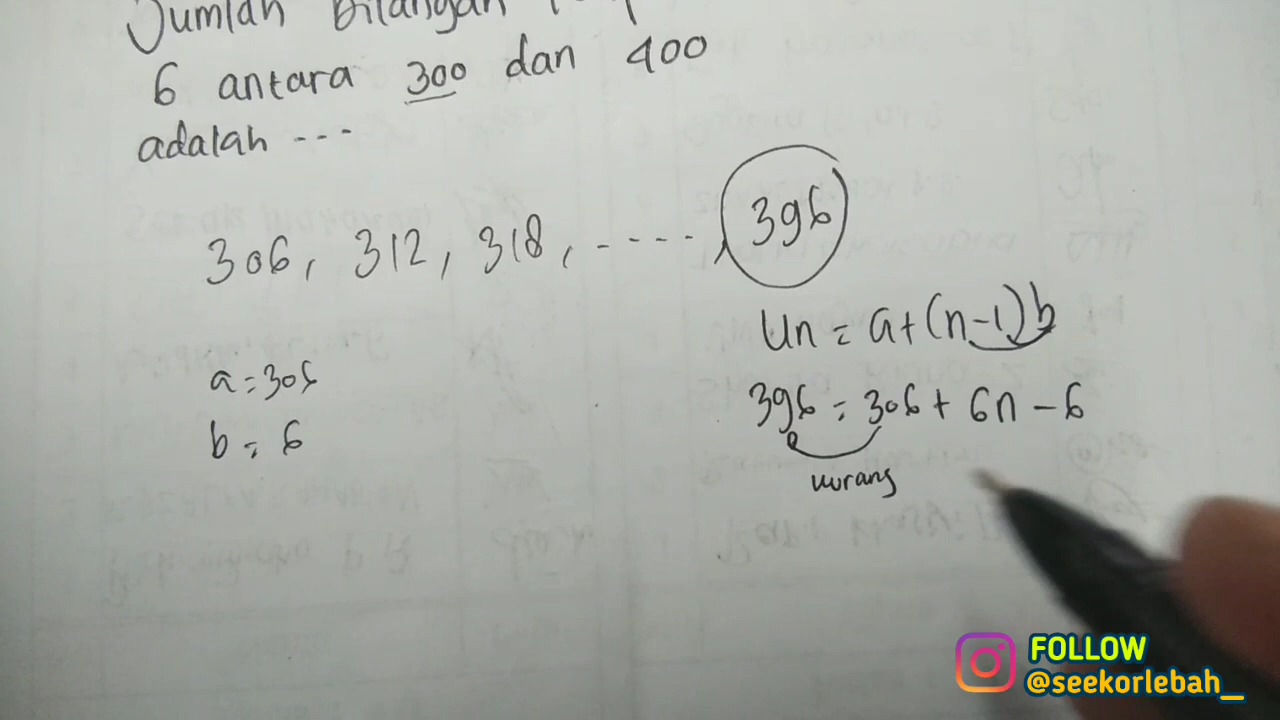 Jumlah Bilangan
6 antara 300 dan 400
adalah ---
306, 312, 318, -----, 396
Un = a+(n-1)b
a=306
396 = 306 + 6n - 6
b = 6
kurang
FOLLOW
@seekorlebah_